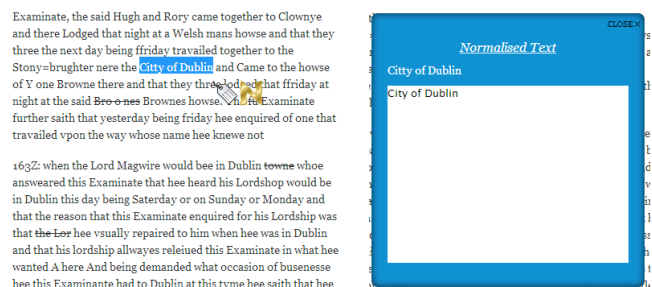 Examinate, the said Hugh and Rory came together to Clownye
and there Lodged that night at a Welsh mans howse and that they
three the next day being ffriday travailed together to the
Stony=brughter nere the Citty of Dublin and Came to the howse
of Y one Browne there and that they three lodged that ffriday at
night at the said Bro o nes Brownes howse. Examinate
further saith that yesterday being friday hee enquired of one that
travailed vpon the way whose name hee knewe not
163Z: when the Lord Magwire would bee in Dublin towne whoe
answeared this Examinate that hee heard his Lordshop would be
in Dublin this day being Saterday or on Sunday or Monday and
that the reason that this Examinate enquired for his Lordship was
that the Lor hee vsually repaired to him when hee was in Dublin
and that his lordship allwayes releiued this Examinate in what hee
wanted A here And being demanded what occasion of busenesse
hee this Examinate had to Dublin at this tyme hee saith that hee
CLOSE ×
Normalised Text
Citty of Dublin
City of Dublin